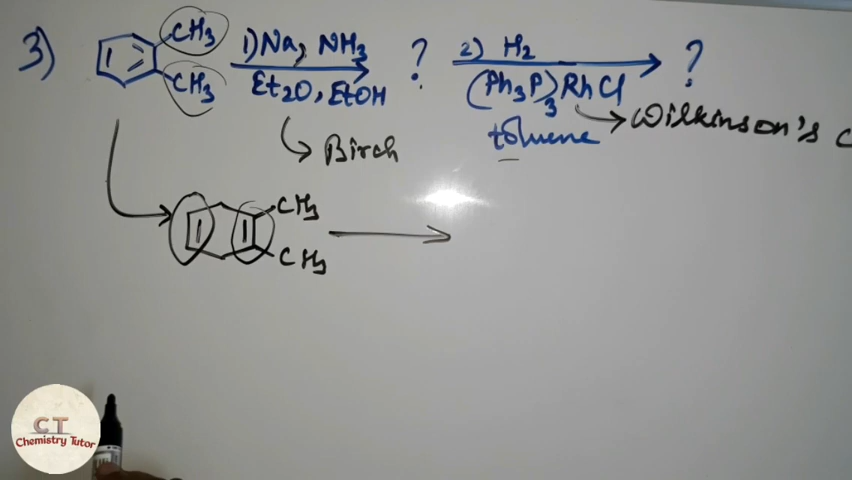 3) CH3 1) Na, NH3 ? 2) H2 ?
CH3 Et2O, EtOH (Ph3P)3RhCl
Birch toluene Wilkinson's C
CH3
CH3
CT
Chemistry Tutor